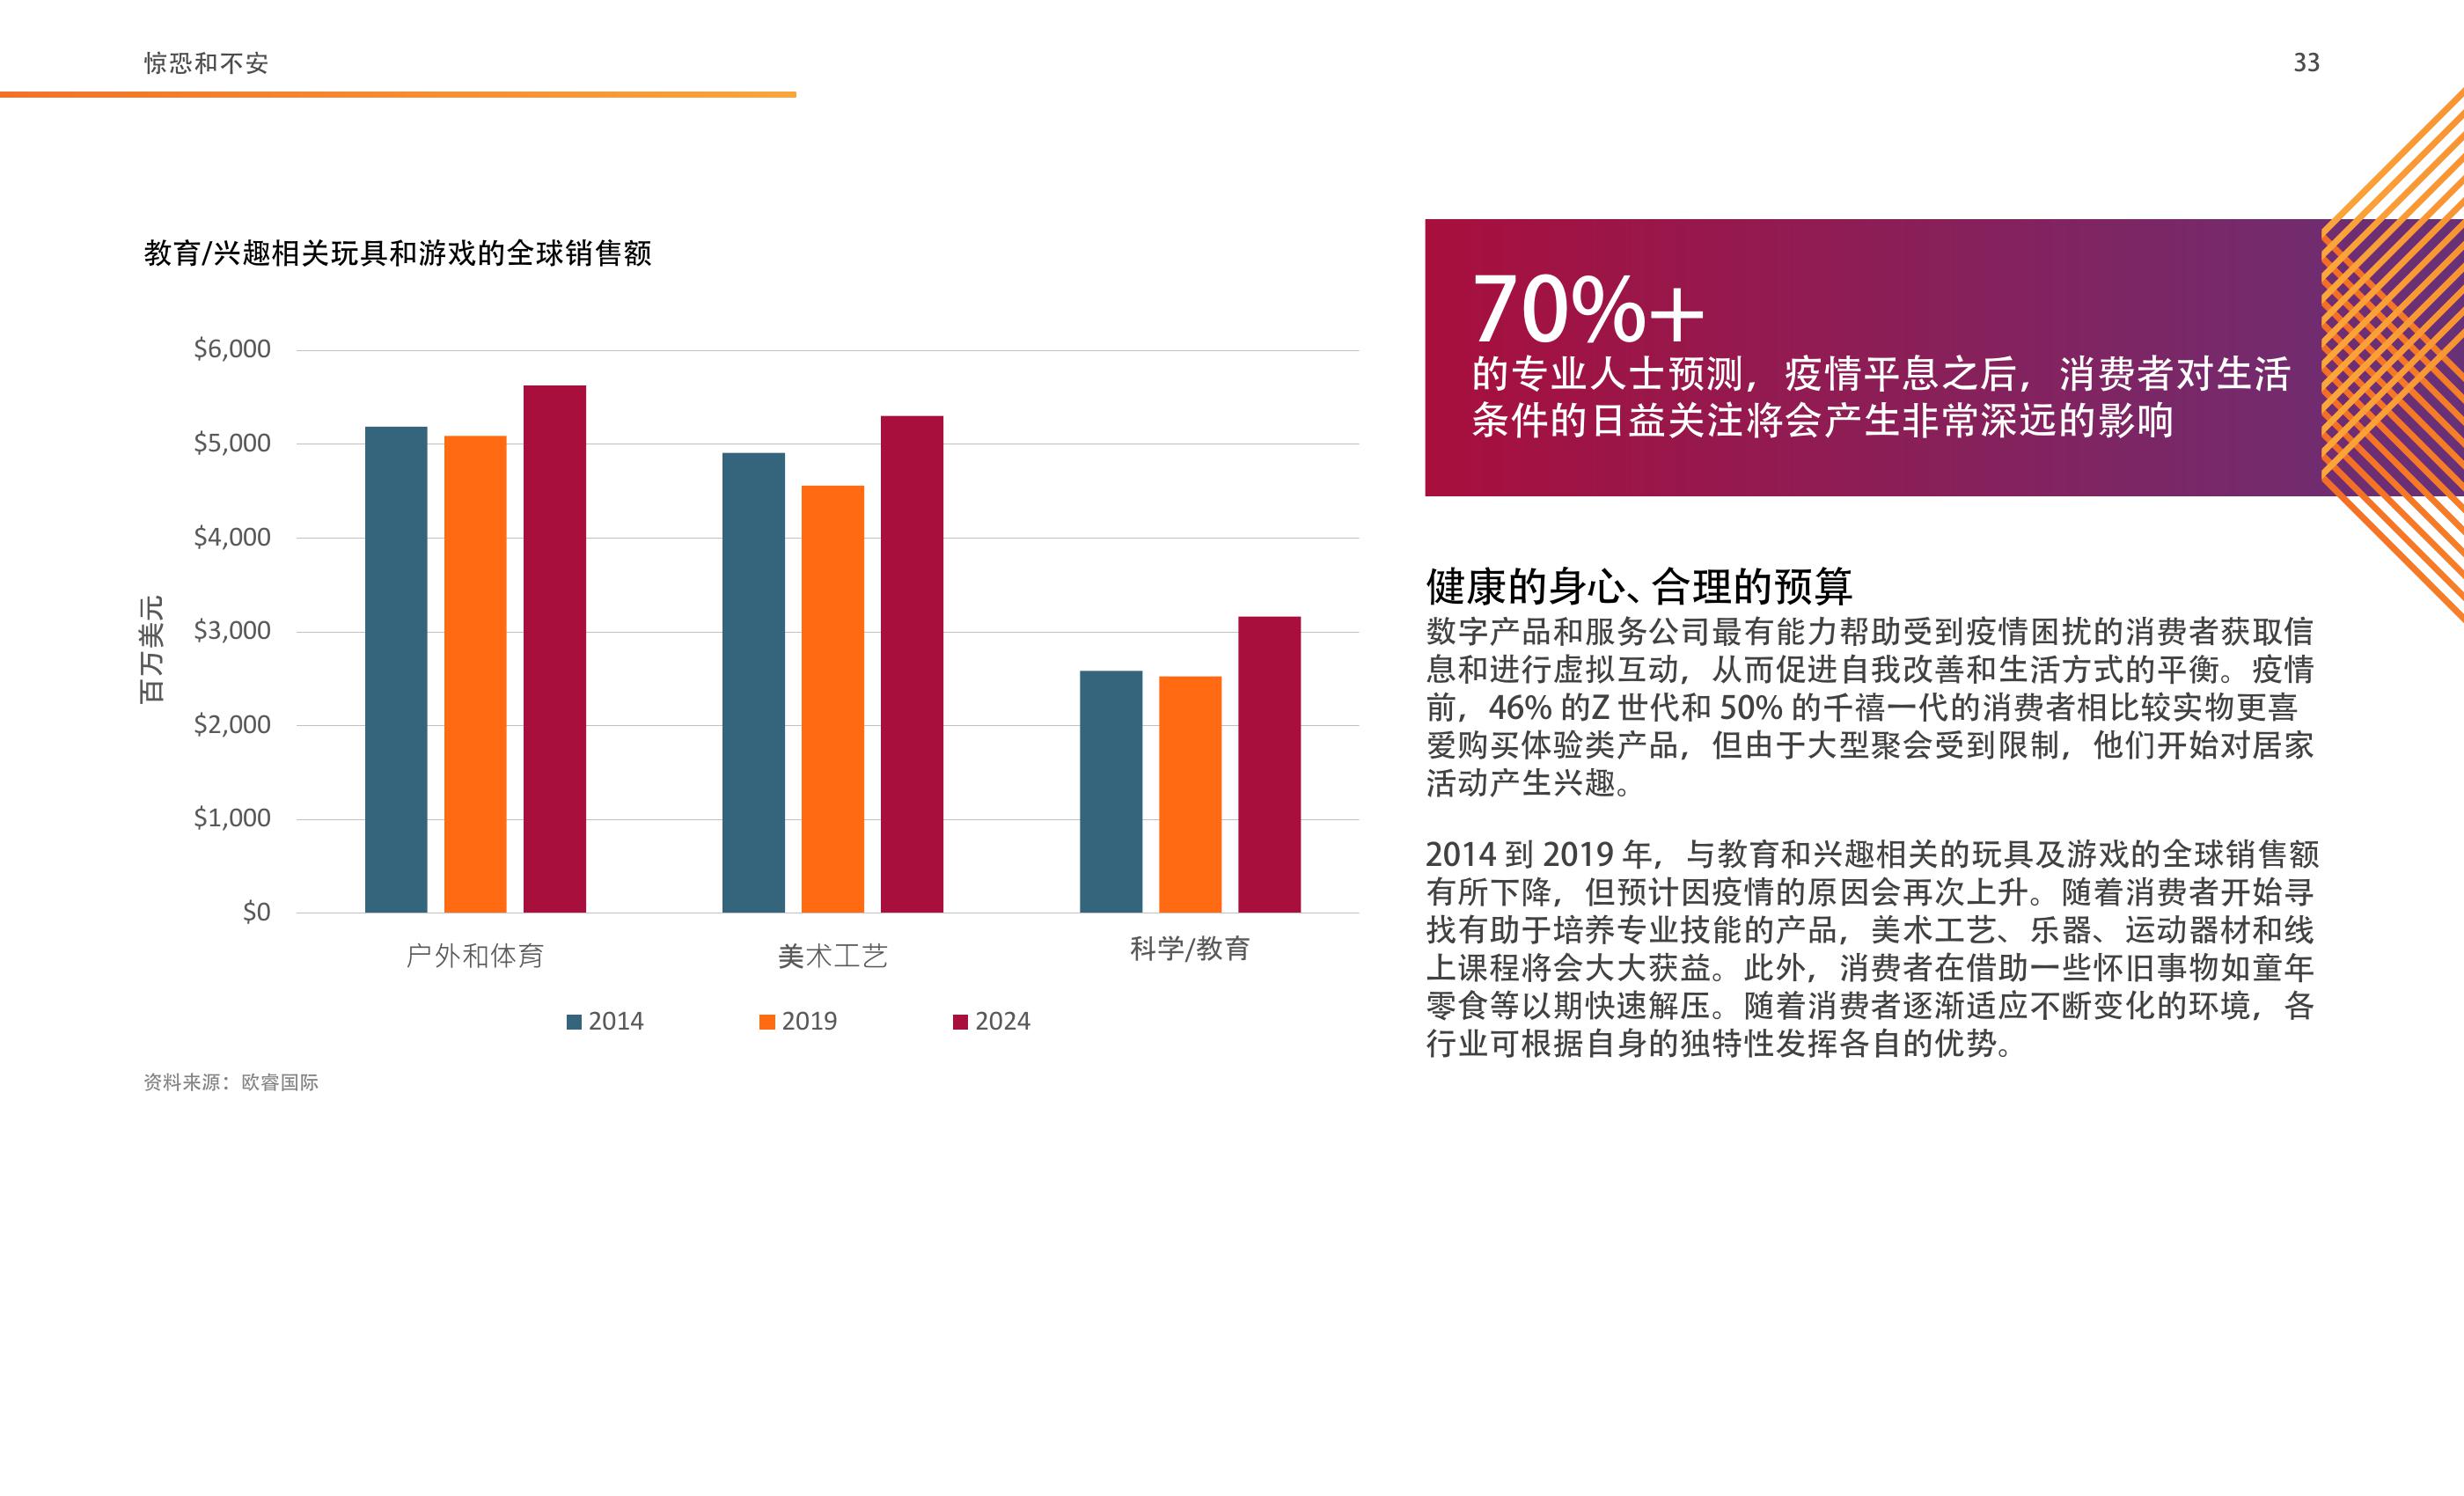 惊恐和不安
33
教育/兴趣相关玩具和游戏的全球销售额
$6,000
$5,000
$4,000
$3,000
$2,000
$1,000
$0
百万美元
户外和体育
美术工艺
科学/教育
2014
2019
2024
资料来源：欧睿国际
70%+
的专业人士预测，疫情平息之后，消费者对生活
条件的日益关注将会产生非常深远的影响
健康的身心、合理的预算
数字产品和服务公司最有能力帮助受到疫情困扰的消费者获取信
息和进行虚拟互动，从而促进自我改善和生活方式的平衡。疫情
前，46% 的Z 世代和 50% 的千禧一代的消费者相比较实物更喜
爱购买体验类产品，但由于大型聚会受到限制，他们开始对居家
活动产生兴趣。
2014 到 2019 年，与教育和兴趣相关的玩具及游戏的全球销售额
有所下降，但预计因疫情的原因会再次上升。随着消费者开始寻
找有助于培养专业技能的产品，美术工艺、乐器、运动器材和线
上课程将会大大获益。此外，消费者在借助一些怀旧事物如童年
零食等以期快速解压。随着消费者逐渐适应不断变化的环境，各
行业可根据自身的独特性发挥各自的优势。